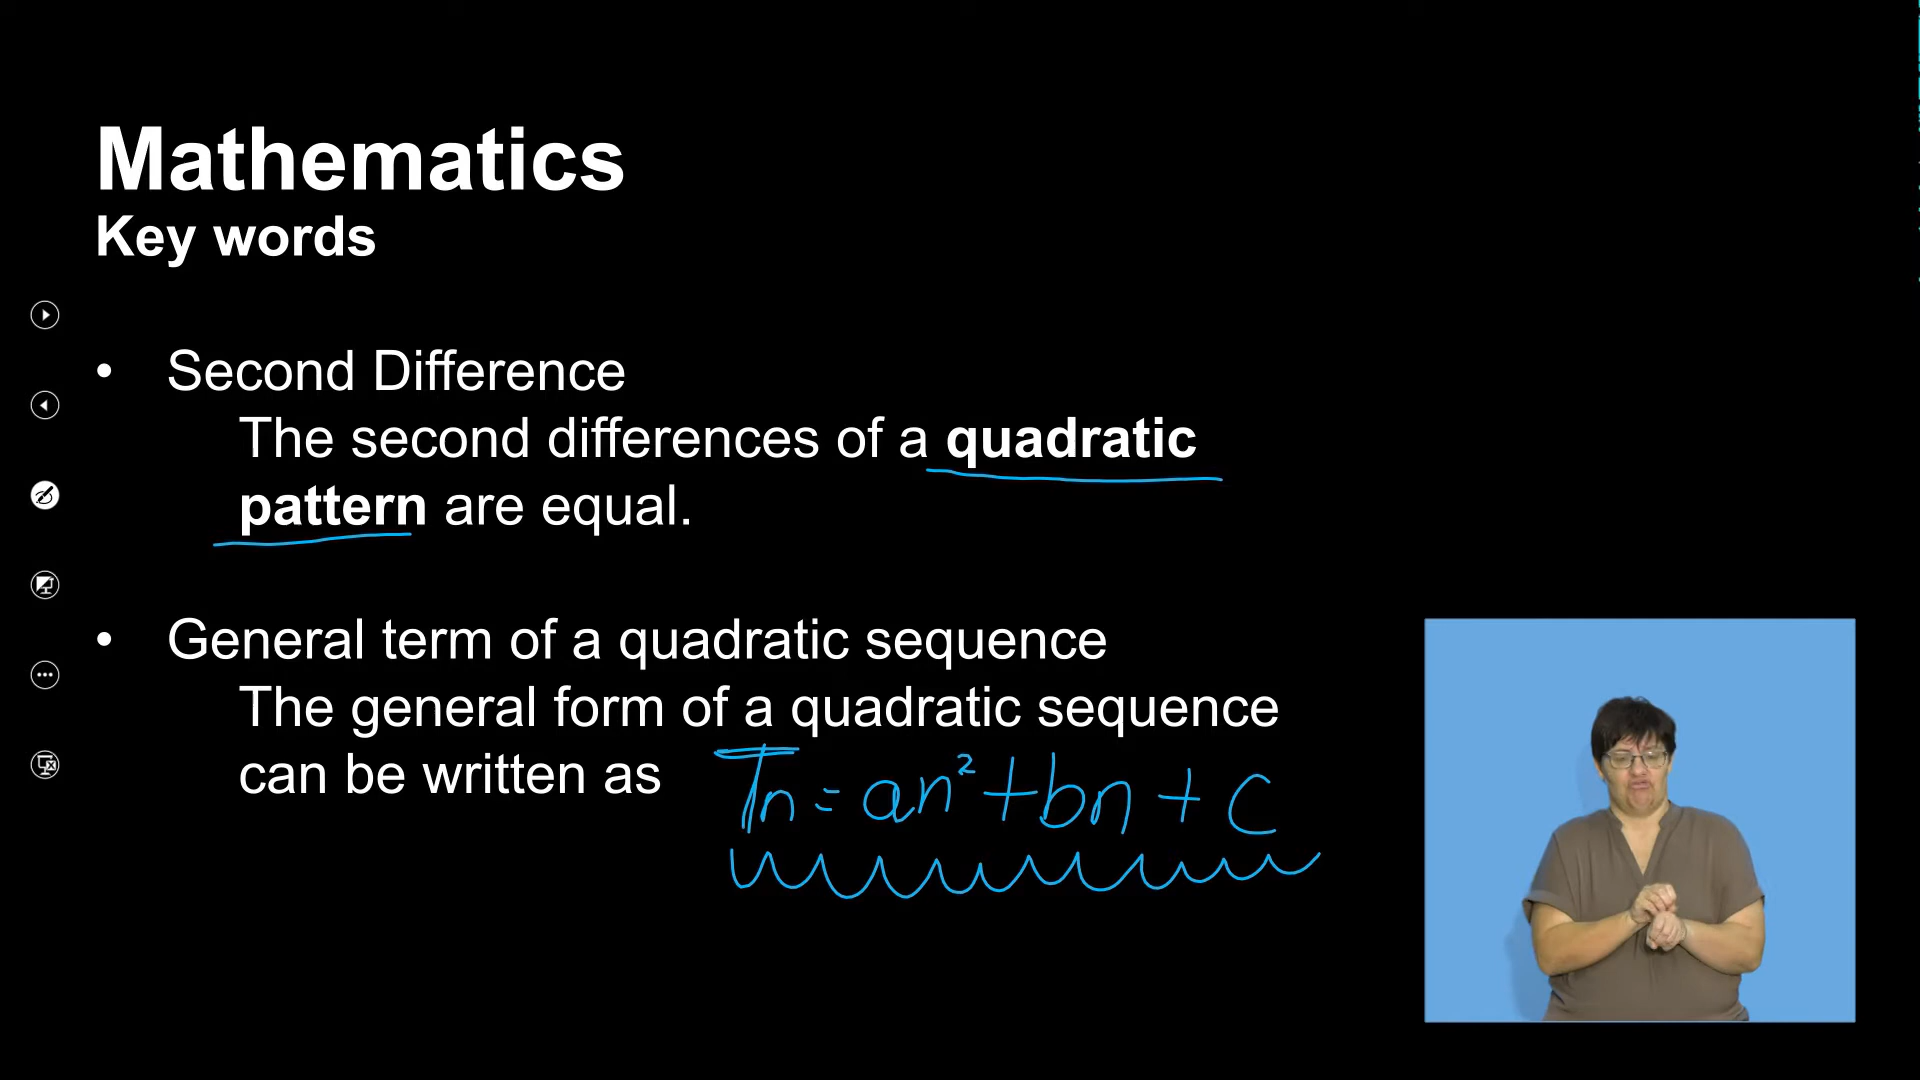 Mathematics
Key words
• Second Difference
The second differences of a quadratic
pattern are equal.
• General term of a quadratic sequence
The general form of a quadratic sequence
can be written as Tn = an² + bn + c